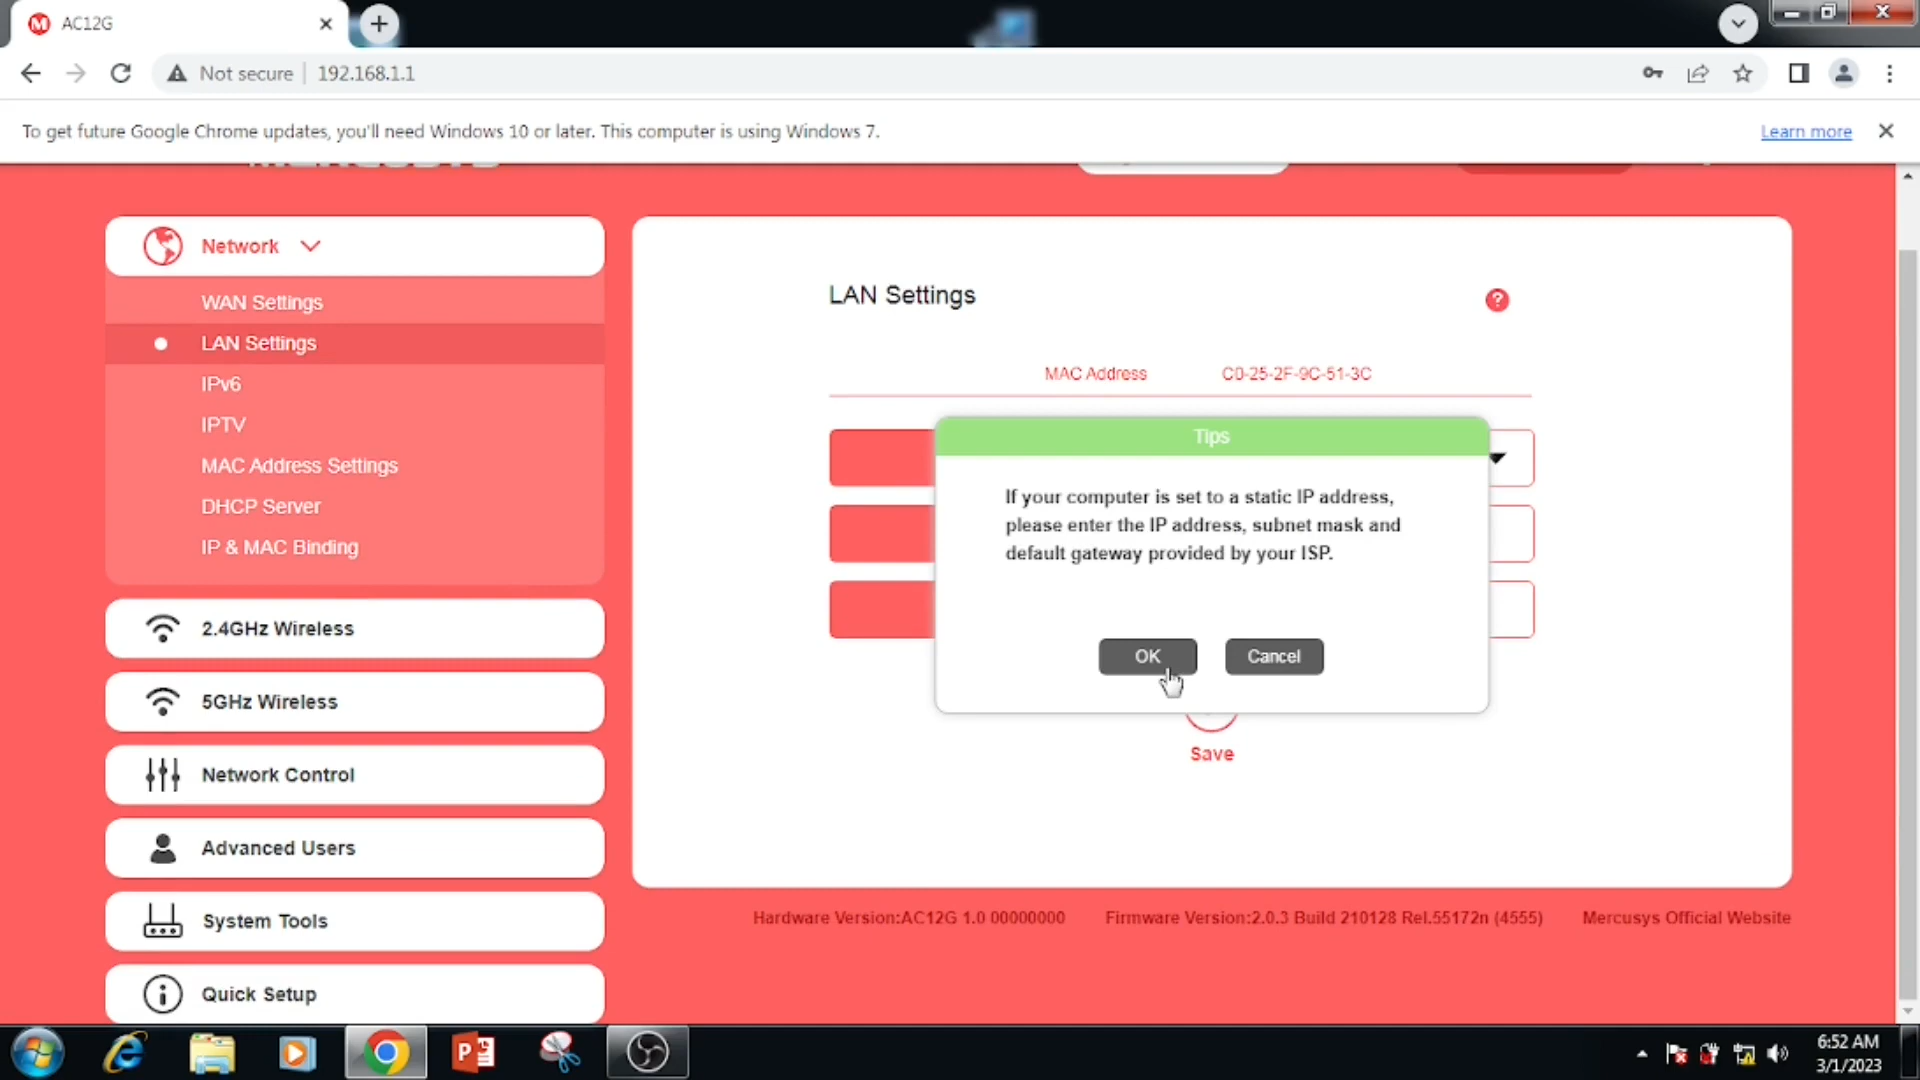 AC12G
Not secure 192.168.1.1
To get future Google Chrome updates, you'll need Windows 10 or later. This computer is using Windows 7.
Learn more
Network
WAN Settings
LAN Settings
IPv6
IPTV
MAC Address Settings
DHCP Server
IP & MAC Binding
2.4GHz Wireless
5GHz Wireless
Network Control
Advanced Users
System Tools
Quick Setup
LAN Settings
?
MAC Address C0-25-2F-9C-51-3C
Tips
If your computer is set to a static IP address,
please enter the IP address, subnet mask and
default gateway provided by your ISP.
OK Cancel
Save
Hardware Version:AC12G 1.0 00000000 Firmware Version:2.0.3 Build 210128 Rel.55172n (4555) Mercusys Official Website
6:52 AM
3/1/2023